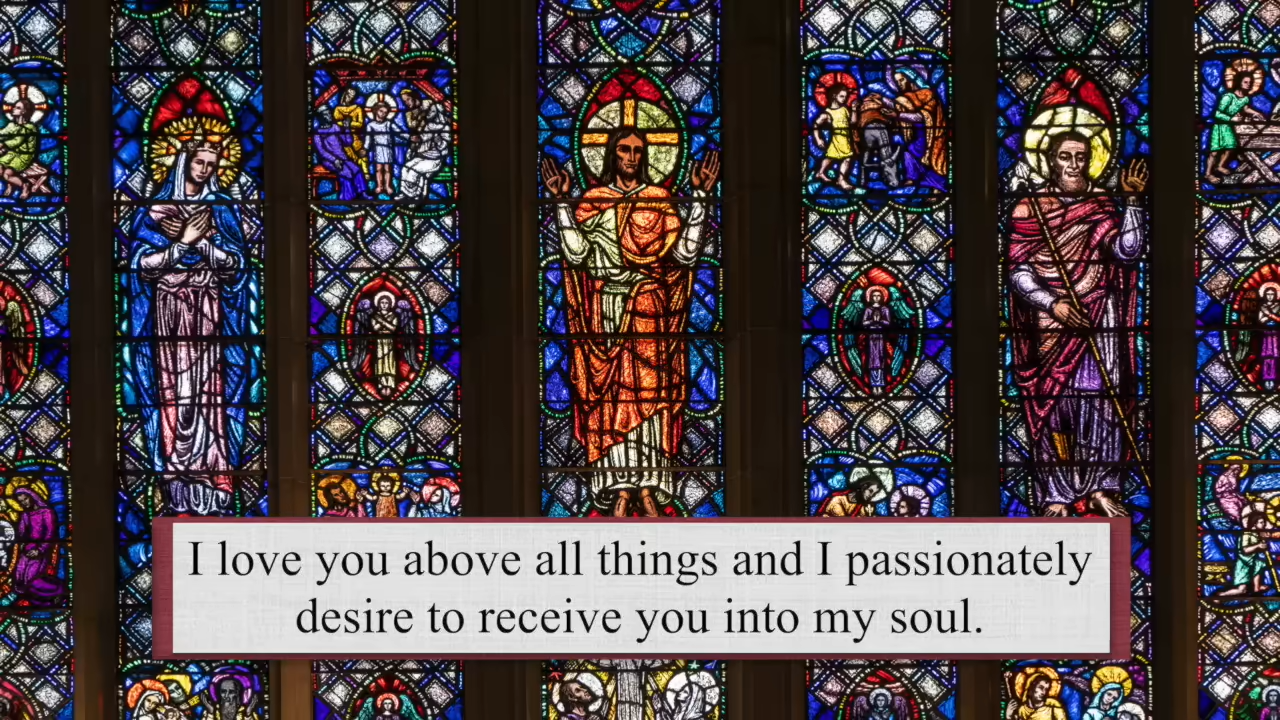 I love you above all things and I passionately
desire to receive you into my soul.